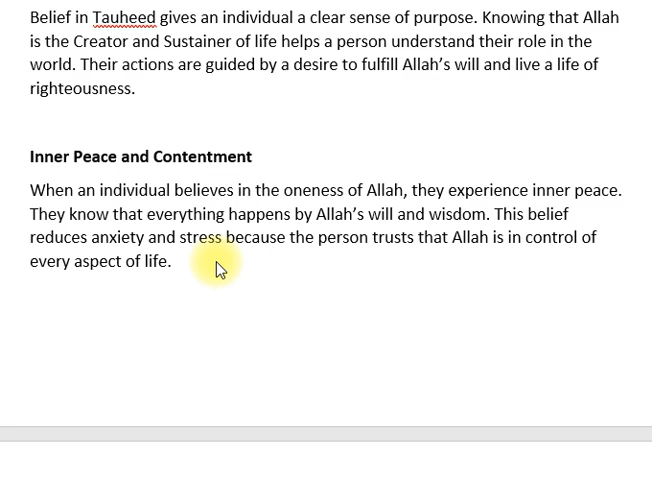 Belief in Tauheed gives an individual a clear sense of purpose. Knowing that Allah
is the Creator and Sustainer of life helps a person understand their role in the
world. Their actions are guided by a desire to fulfill Allah’s will and live a life of
righteousness.
Inner Peace and Contentment
When an individual believes in the oneness of Allah, they experience inner peace.
They know that everything happens by Allah’s will and wisdom. This belief
reduces anxiety and stress because the person trusts that Allah is in control of
every aspect of life.